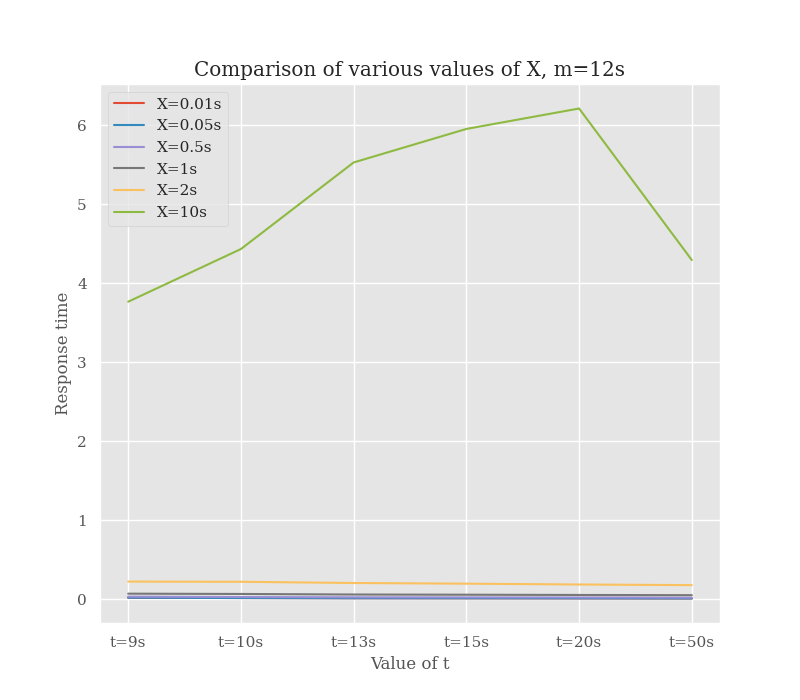 Comparison of various values of X, m=12s
X=0.01s
X=0.05s
X=0.5s
X=1s
X=2s
X=10s
6
5
4
3
2
1
0
Response time
t=9s t=10s t=13s t=15s t=20s t=50s
Value of t